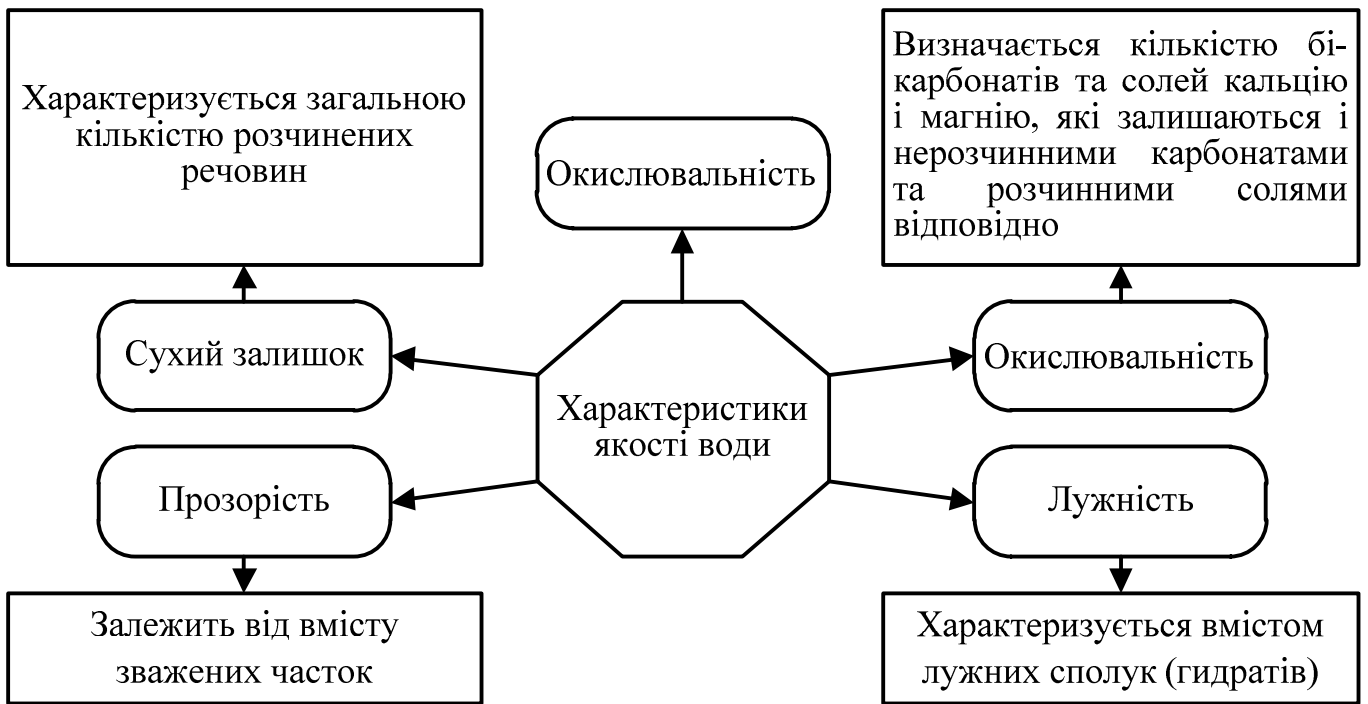 Характеризується загальною
кількістю розчинених
речовин
Окислювальність
Визначається кількістю бі-
карбонатів та солей кальцію
і магнію, які залишаються і
нерозчинними карбонатами
та розчинними солями
відповідно
Сухий залишок
Характеристики
якості води
Окислювальність
Прозорість
Лужність
Залежить від вмісту
зважених часток
Характеризується вмістом
лужних сполук (гидратів)